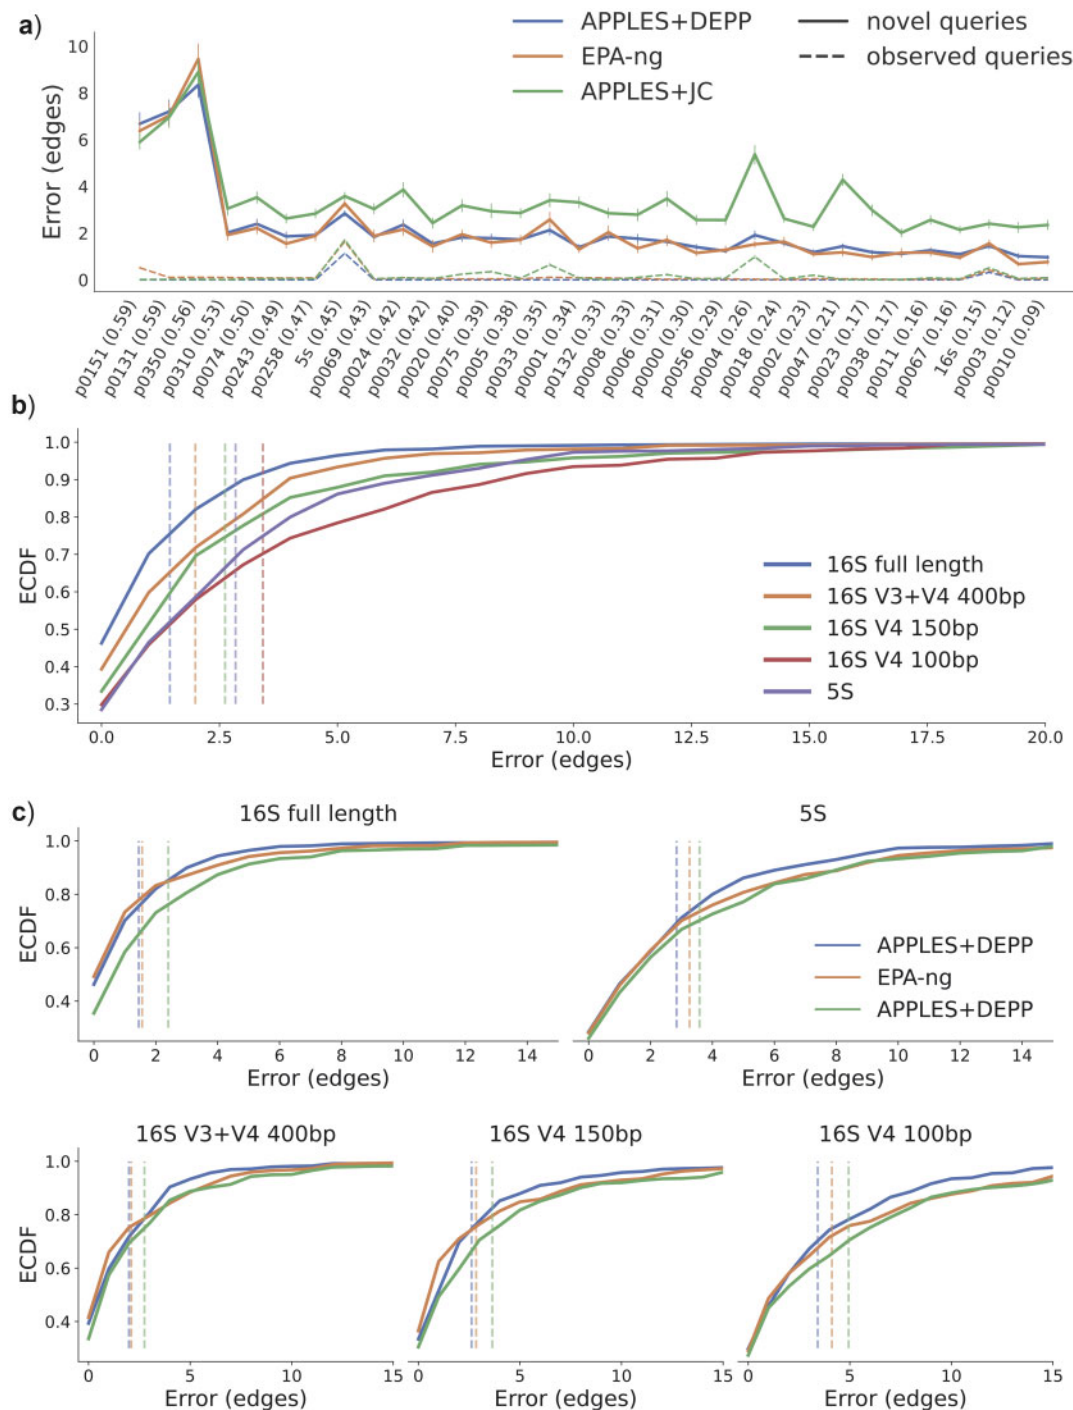 a)
APPLES+DEPP
EPA-ng
APPLES+JC
novel queries
observed queries
Error (edges)
10
8
6
4
2
0
p0151 (0.59)
p0131 (0.59)
p0350 (0.56)
p0310 (0.53)
p0074 (0.50)
p0243 (0.49)
p0258 (0.47)
5s (0.45)
p0069 (0.43)
p0024 (0.42)
p0032 (0.42)
p0020 (0.40)
p0075 (0.39)
p0005 (0.38)
p0033 (0.35)
p0001 (0.34)
p0132 (0.33)
p0008 (0.33)
p0006 (0.31)
p0000 (0.30)
p0056 (0.29)
p0004 (0.26)
p0018 (0.24)
p0002 (0.23)
p0047 (0.21)
p0023 (0.17)
p0038 (0.17)
p0011 (0.16)
p0067 (0.16)
16s (0.15)
p0003 (0.12)
p0010 (0.09)
b)
ECDF
1.0
0.9
0.8
0.7
0.6
0.5
0.4
0.3
16S full length
16S V3+V4 400bp
16S V4 150bp
16S V4 100bp
5S
0.0 2.5 5.0 7.5 10.0 12.5 15.0 17.5 20.0
Error (edges)
c)
16S full length
ECDF
1.0
0.8
0.6
0.4
0 2 4 6 8 10 12 14
Error (edges)
5S
APPLES+DEPP
EPA-ng
APPLES+DEPP
0 2 4 6 8 10 12 14
Error (edges)
16S V3+V4 400bp
ECDF
1.0
0.8
0.6
0.4
0 5 10 15
Error (edges)
16S V4 150bp
0 5 10 15
Error (edges)
16S V4 100bp
0 5 10 15
Error (edges)